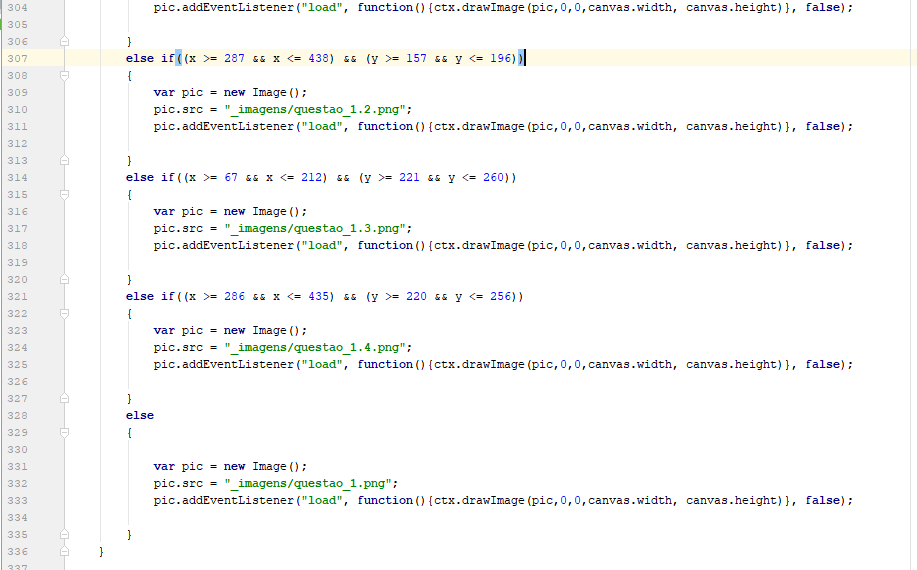 304 pic.addEventListener("load", function(){ctx.drawImage(pic,0,0,canvas.width, canvas.height)}, false);
305
306 }
307 else if((x >= 287 && x <= 438) && (y >= 157 && y <= 196))
308 {
309 var pic = new Image();
310 pic.src = "_imagens/questao_1.2.png";
311 pic.addEventListener("load", function(){ctx.drawImage(pic,0,0,canvas.width, canvas.height)}, false);
312
313 }
314 else if((x >= 67 && x <= 212) && (y >= 221 && y <= 260))
315 {
316 var pic = new Image();
317 pic.src = "_imagens/questao_1.3.png";
318 pic.addEventListener("load", function(){ctx.drawImage(pic,0,0,canvas.width, canvas.height)}, false);
319
320 }
321 else if((x >= 286 && x <= 435) && (y >= 220 && y <= 256))
322 {
323 var pic = new Image();
324 pic.src = "_imagens/questao_1.4.png";
325 pic.addEventListener("load", function(){ctx.drawImage(pic,0,0,canvas.width, canvas.height)}, false);
326
327 }
328 else
329 {
330
331 var pic = new Image();
332 pic.src = "_imagens/questao_1.png";
333 pic.addEventListener("load", function(){ctx.drawImage(pic,0,0,canvas.width, canvas.height)}, false);
334
335 }
336 }
337